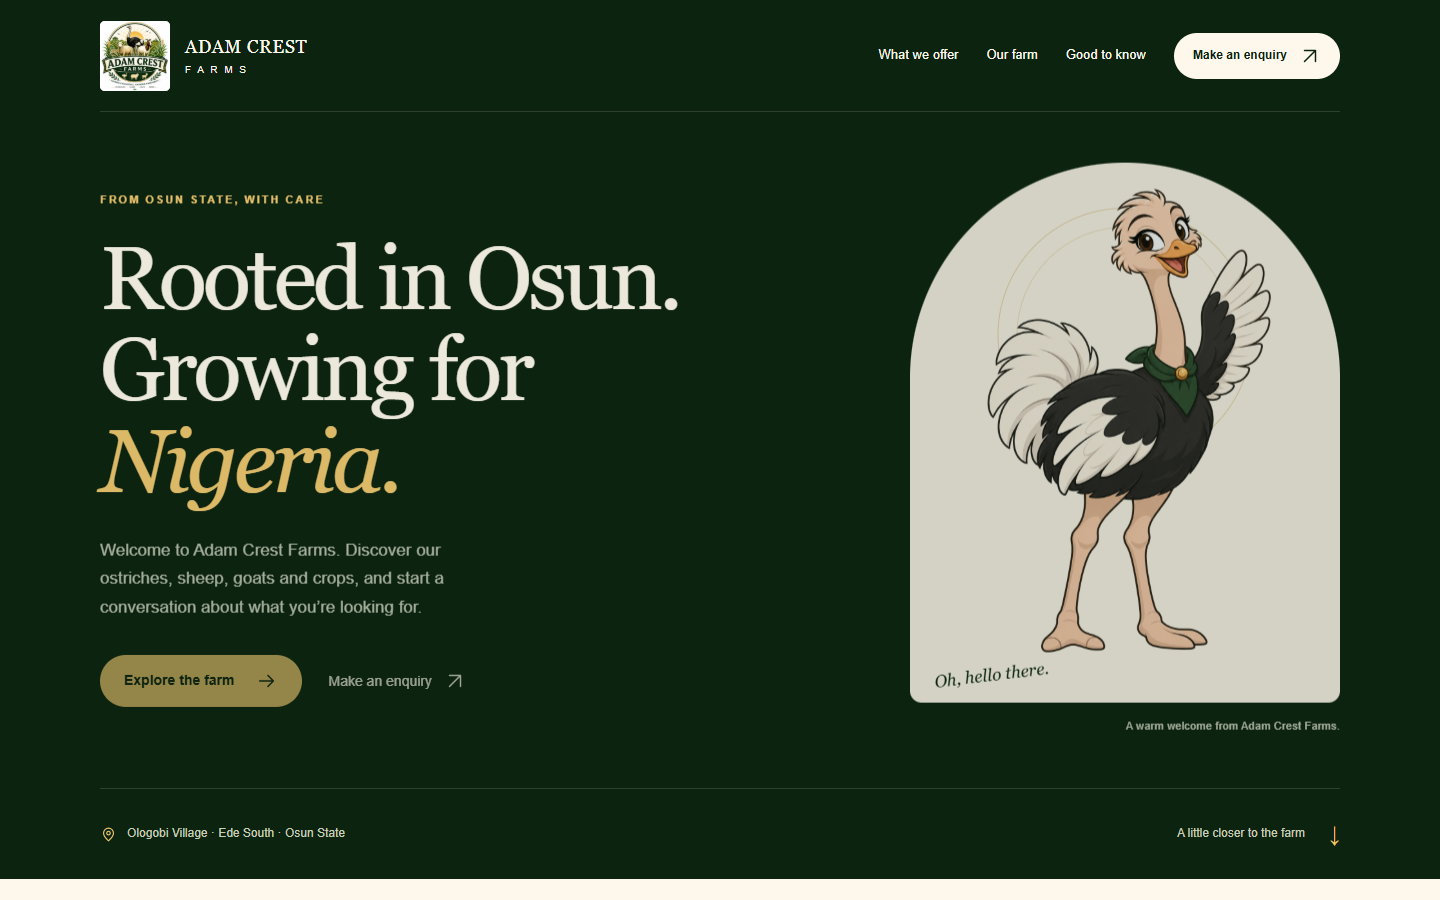 ADAM CREST
FARMS
ADAM CREST
FARMS
What we offer
Our farm
Good to know
Make an enquiry
FROM OSUN STATE, WITH CARE
Rooted in Osun.
Growing for
Nigeria.
Welcome to Adam Crest Farms. Discover our
ostriches, sheep, goats and crops, and start a
conversation about what you’re looking for.
Explore the farm
Make an enquiry
Oh, hello there.
A warm welcome from Adam Crest Farms.
Ologobi Village · Ede South · Osun State
A little closer to the farm